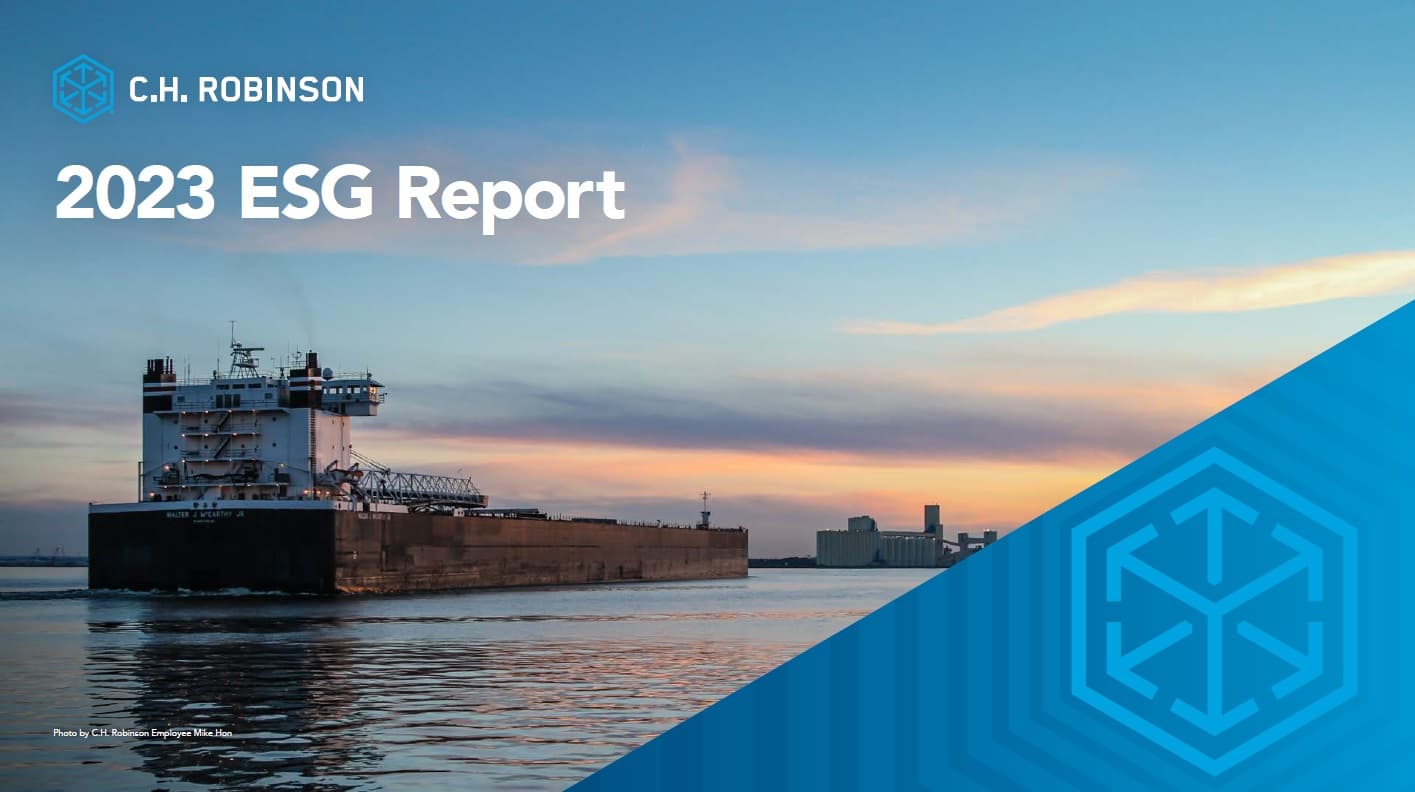 C.H. ROBINSON
2023 ESG Report
WALTER J McCARTHY JR
Photo by C.H. Robinson Employee Mike Hon